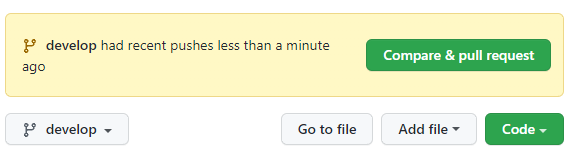 develop had recent pushes less than a minute
ago
Compare & pull request
develop
Go to file
Add file
Code